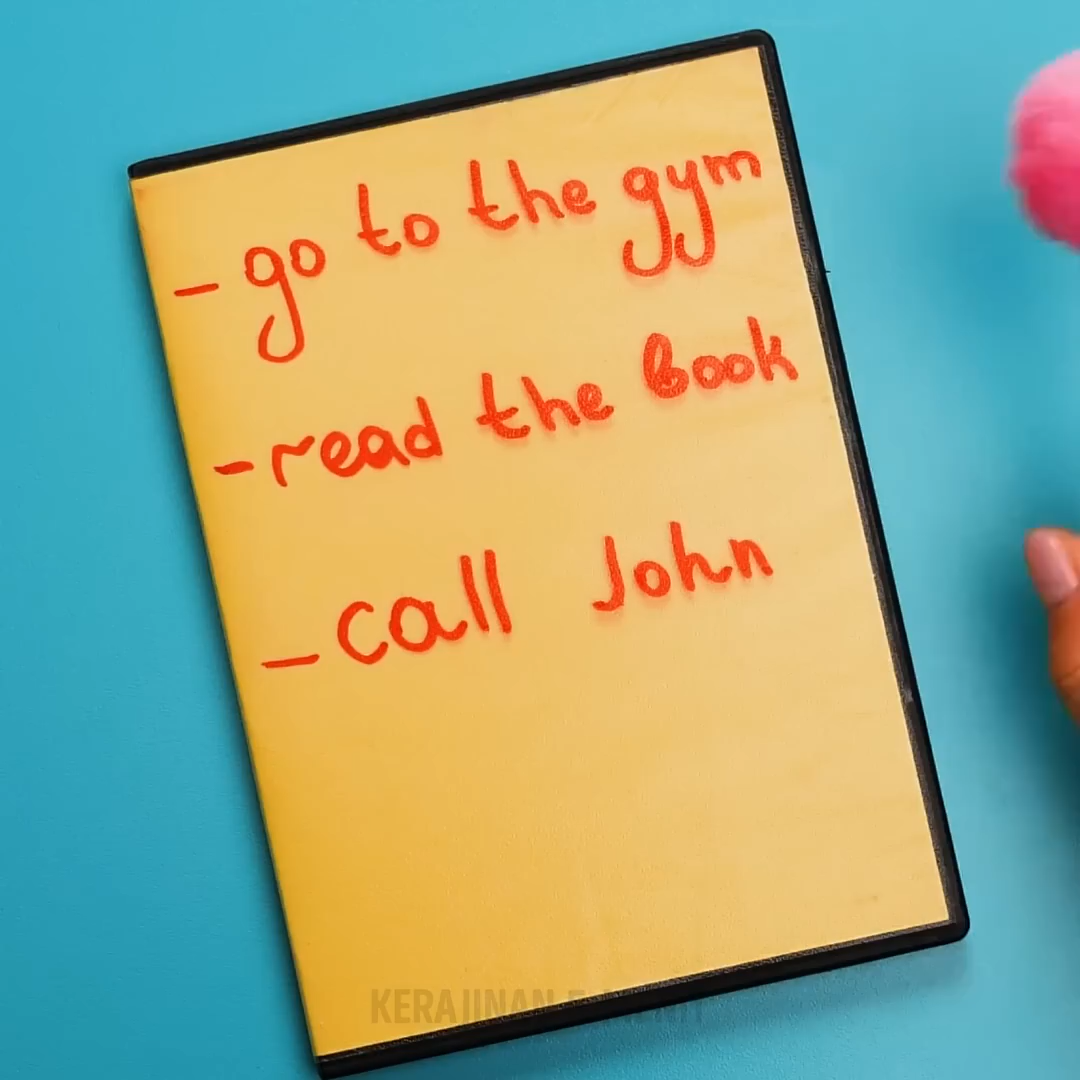 - go to the gym
- read the book
- call John